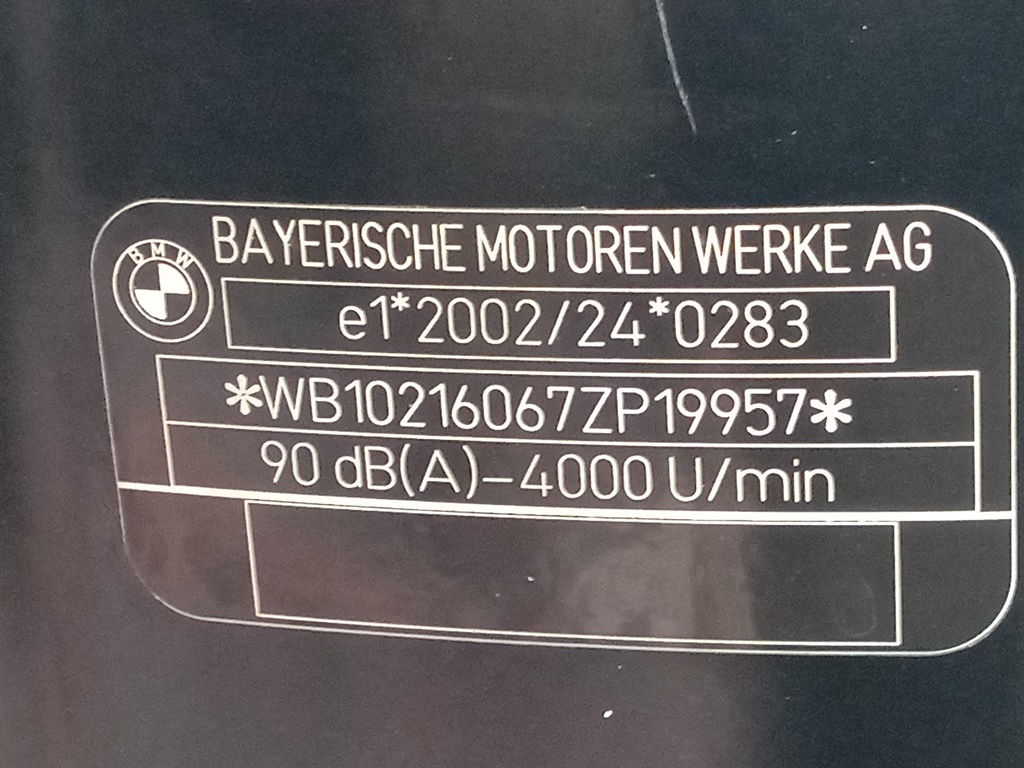 BMW
BAYERISCHE MOTOREN WERKE AG
e1*2002/24*0283
*WB10216067ZP19957*
90 dB(A)-4000 U/min